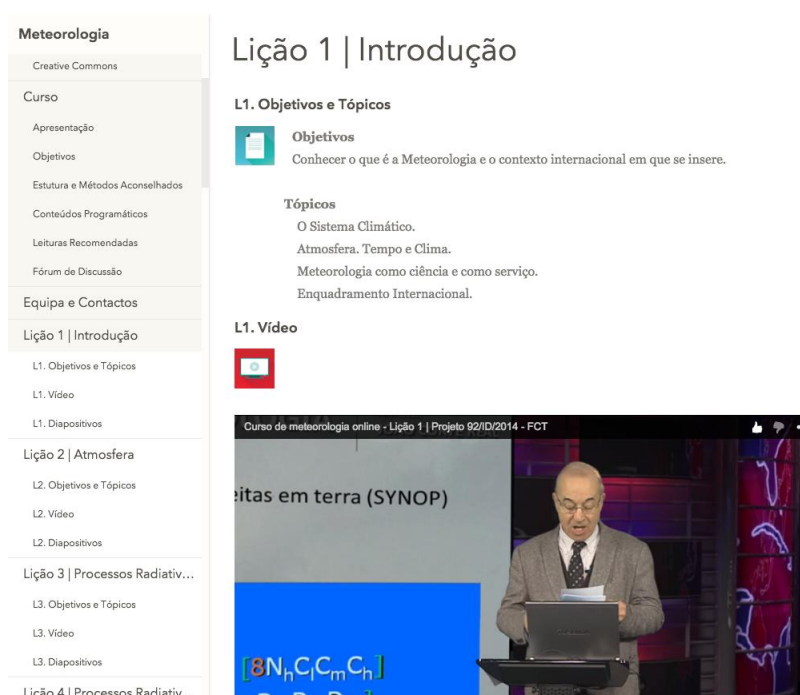 Meteorologia
Creative Commons
Curso
Apresentação
Objetivos
Estutura e Métodos Aconselhados
Conteúdos Programáticos
Leituras Recomendadas
Fórum de Discussão
Equipa e Contactos
Lição 1 | Introdução
L1. Objetivos e Tópicos
L1. Vídeo
L1. Diapositivos
Lição 2 | Atmosfera
L2. Objetivos e Tópicos
L2. Vídeo
L2. Diapositivos
Lição 3 | Processos Radiativ...
L3. Objetivos e Tópicos
L3. Vídeo
L3. Diapositivos
Lição 4 | Processos Radiativ...
Lição 1 | Introdução
L1. Objetivos e Tópicos
Objetivos
Conhecer o que é a Meteorologia e o contexto internacional em que se insere.
Tópicos
O Sistema Climático.
Atmosfera. Tempo e Clima.
Meteorologia como ciência e como serviço.
Enquadramento Internacional.
L1. Vídeo
Curso de meteorologia online - Lição 1 | Projeto 92/ID/2014 - FCT
eitas em terra (SYNOP)
[8NhClCmCh]